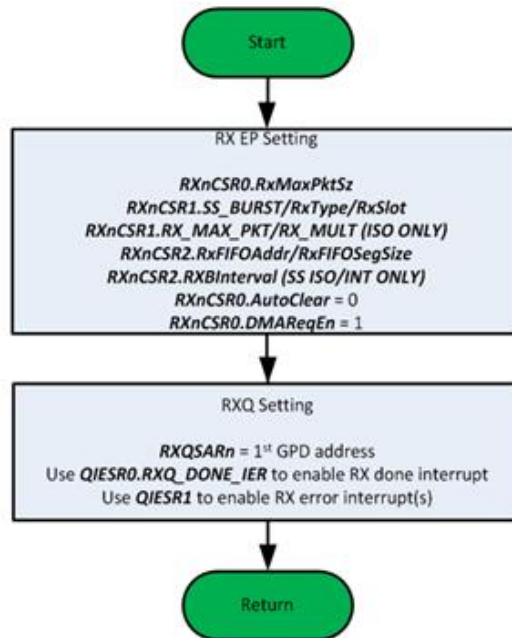 Start
RX EP Setting
RXnCSR0.RxMaxPktSz
RXnCSR1.SS_BURST/RxType/RxSlot
RXnCSR1.RX_MAX_PKT/RX_MULT (ISO ONLY)
RXnCSR2.RxFIFOAddr/RxFIFOSegSize
RXnCSR2.RXBInterval (SS ISO/INT ONLY)
RXnCSR0.AutoClear = 0
RXnCSR0.DMAReqEn = 1
RXQ Setting
RXQSARn = 1st GPD address
Use QIESR0.RXQ_DONE_IER to enable RX done interrupt
Use QIESR1 to enable RX error interrupt(s)
Return